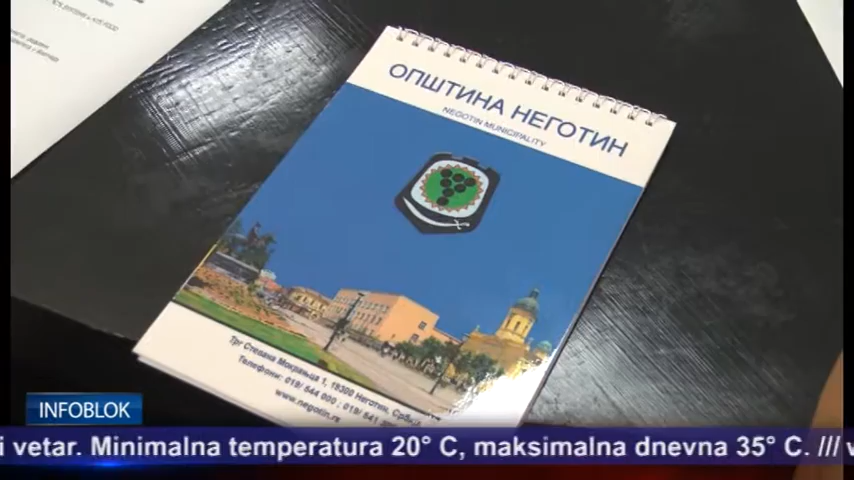 ОПШТИНА НЕГОТИН
NEGOTIN MUNICIPALITY
Трг Стевана Мокрањца 1, 19300 Неготин, Србија
Телефони: 019/ 544 000 ; 019/ 541
www.negotin.rs
INFOBLOK
i vetar. Minimalna temperatura 20° C, maksimalna dnevna 35° C. /// v